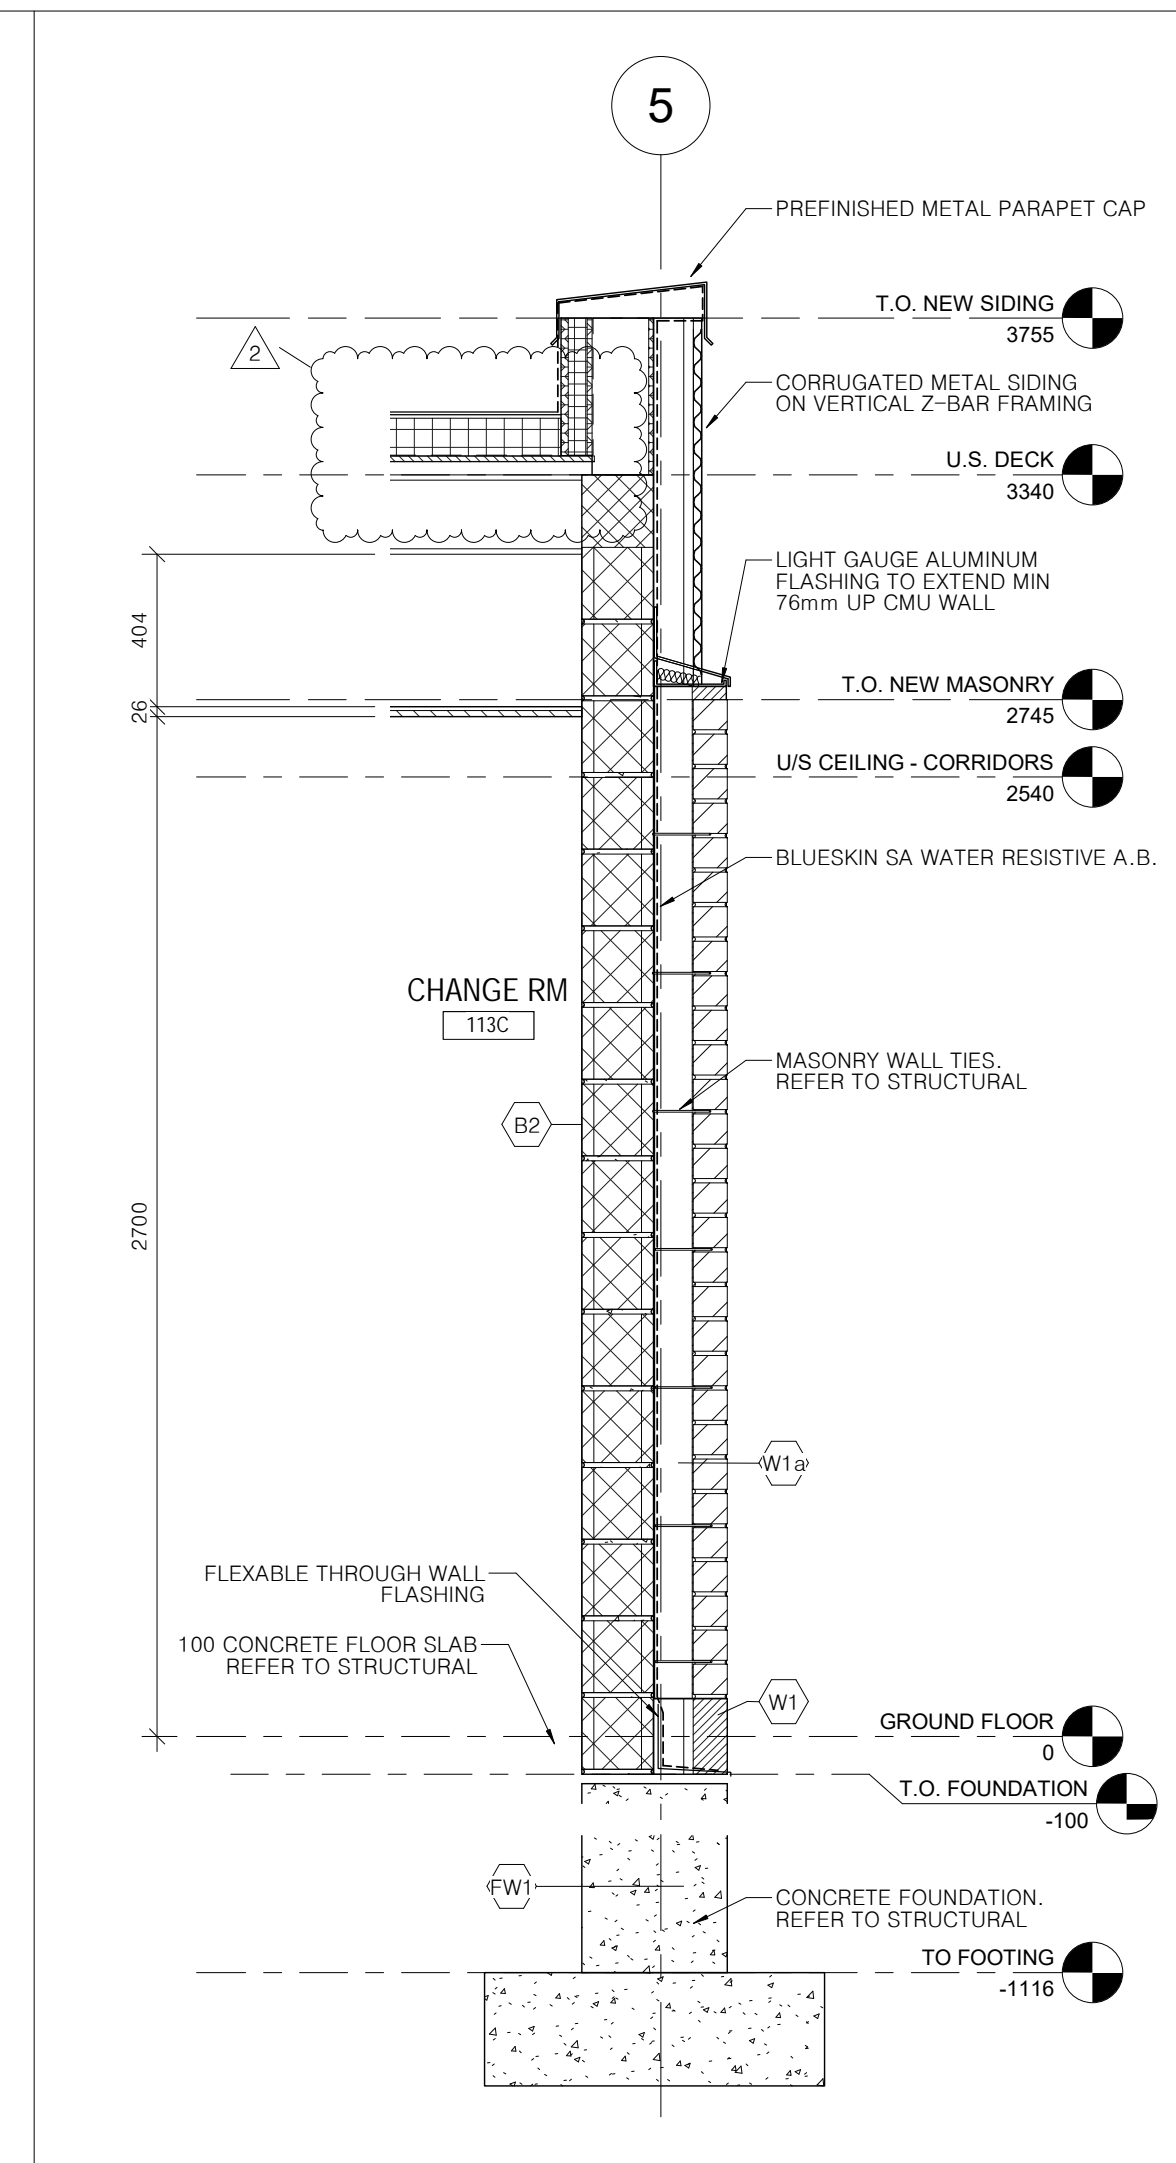 5
PREFINISHED METAL PARAPET CAP
T.O. NEW SIDING
3755
2
CORRUGATED METAL SIDING
ON VERTICAL Z-BAR FRAMING
U.S. DECK
3340
LIGHT GAUGE ALUMINUM
FLASHING TO EXTEND MIN
76mm UP CMU WALL
404
T.O. NEW MASONRY
2745
26
U/S CEILING - CORRIDORS
2540
BLUESKIN SA WATER RESISTIVE A.B.
CHANGE RM
113C
MASONRY WALL TIES.
REFER TO STRUCTURAL
B2
2700
W1a
FLEXABLE THROUGH WALL
FLASHING
100 CONCRETE FLOOR SLAB
REFER TO STRUCTURAL
W1
GROUND FLOOR
0
T.O. FOUNDATION
-100
FW1
CONCRETE FOUNDATION.
REFER TO STRUCTURAL
TO FOOTING
-1116